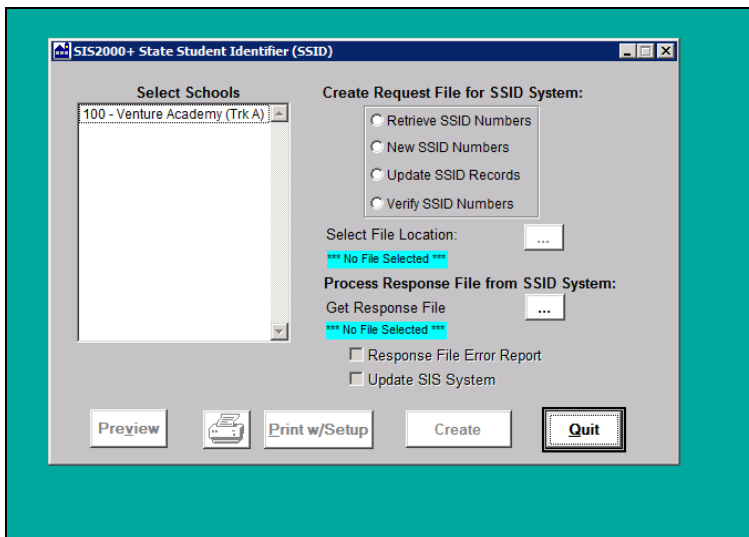 SIS2000+ State Student Identifier (SSID)
Select Schools
100 - Venture Academy (Trk A)
Create Request File for SSID System:
Retrieve SSID Numbers
New SSID Numbers
Update SSID Records
Verify SSID Numbers
Select File Location:
...
*** No File Selected ***
Process Response File from SSID System:
Get Response File
...
*** No File Selected ***
Response File Error Report
Update SIS System
Preview
Print w/Setup
Create
Quit